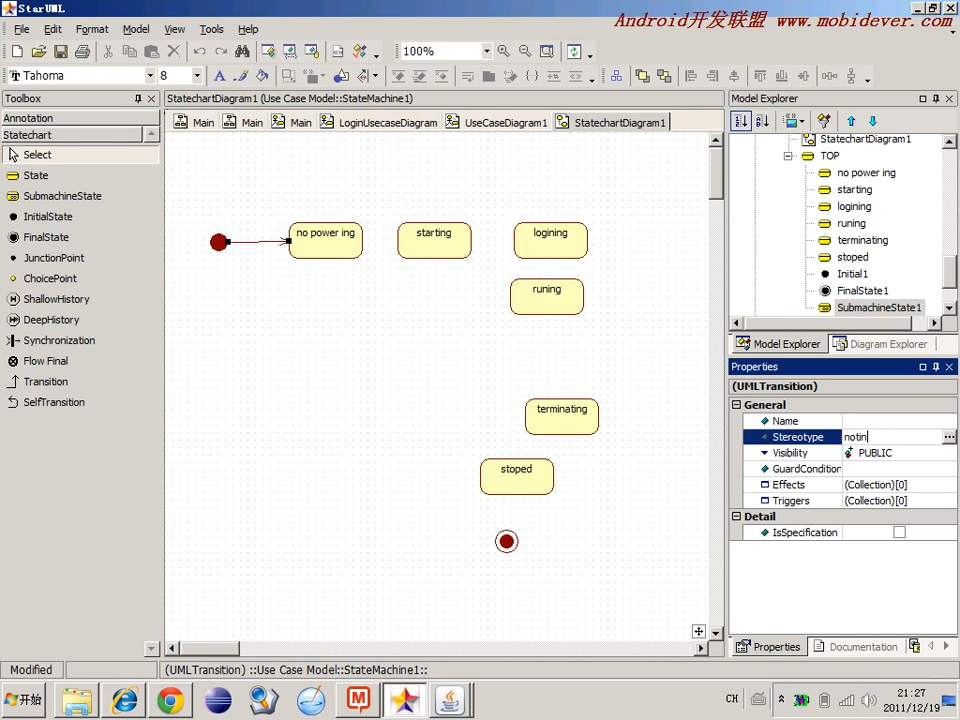 StarUML
Android开发联盟 www.mobidever.com
File Edit Format Model View Tools Help
100%
Tahoma 8
Toolbox
Annotation
Statechart
Select
State
SubmachineState
InitialState
FinalState
JunctionPoint
ChoicePoint
ShallowHistory
DeepHistory
Synchronization
Flow Final
Transition
SelfTransition
StatechartDiagram1 (Use Case Model::StateMachine1)
Main Main Main LoginUsecaseDiagram UseCaseDiagram1 StatechartDiagram1
no power ing
starting
logining
runing
terminating
stoped
Model Explorer
StatechartDiagram1
TOP
no power ing
starting
logining
runing
terminating
stoped
Initial1
FinalState1
SubmachineState1
Model Explorer Diagram Explorer
Properties
(UMLTransition)
General
Name
Stereotype notin
Visibility PUBLIC
GuardCondition
Effects (Collection)[0]
Triggers (Collection)[0]
Detail
IsSpecification
Properties Documentation
Modified (UMLTransition) ::Use Case Model::StateMachine1::
开始
CH
21:27
2011/12/19